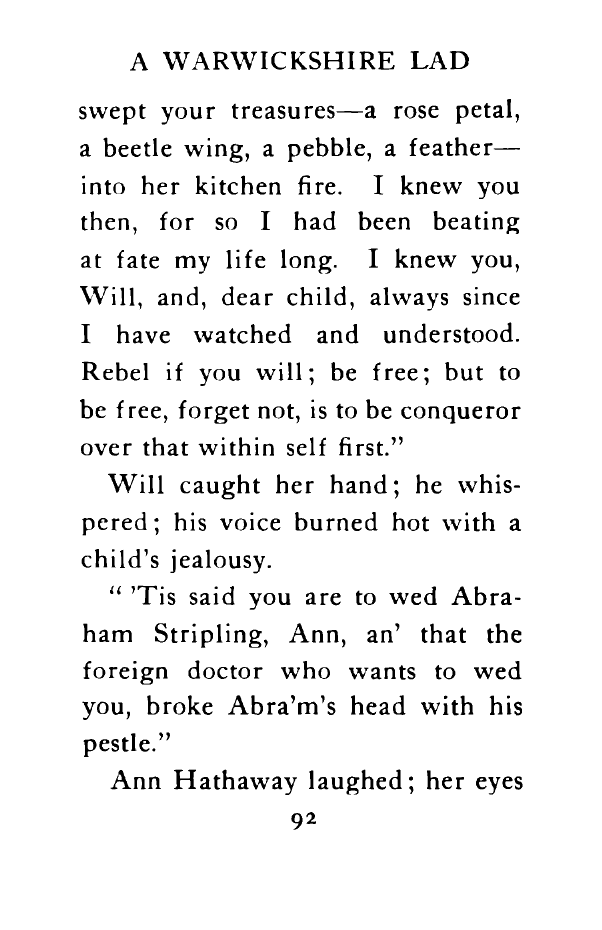 A WARWICKSHIRE LAD
swept your treasures—a rose petal,
a beetle wing, a pebble, a feather—
into her kitchen fire. I knew you
then, for so I had been beating
at fate my life long. I knew you,
Will, and, dear child, always since
I have watched and understood.
Rebel if you will; be free; but to
be free, forget not, is to be conqueror
over that within self first.”
Will caught her hand; he whis-
pered; his voice burned hot with a
child’s jealousy.
“ ’Tis said you are to wed Abra-
ham Stripling, Ann, an’ that the
foreign doctor who wants to wed
you, broke Abra’m’s head with his
pestle.”
Ann Hathaway laughed; her eyes
92